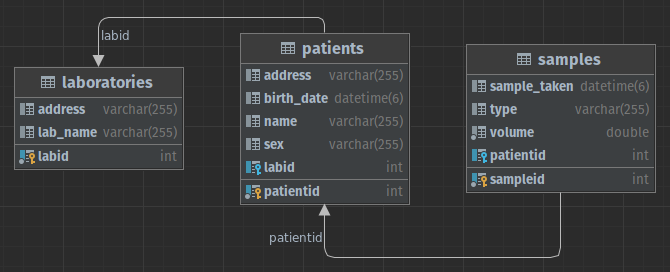 labid
laboratories
address varchar(255)
lab_name varchar(255)
labid int
patients
address varchar(255)
birth_date datetime(6)
name varchar(255)
sex varchar(255)
labid int
patientid int
samples
sample_taken datetime(6)
type varchar(255)
volume double
patientid int
sampleid int
patientid